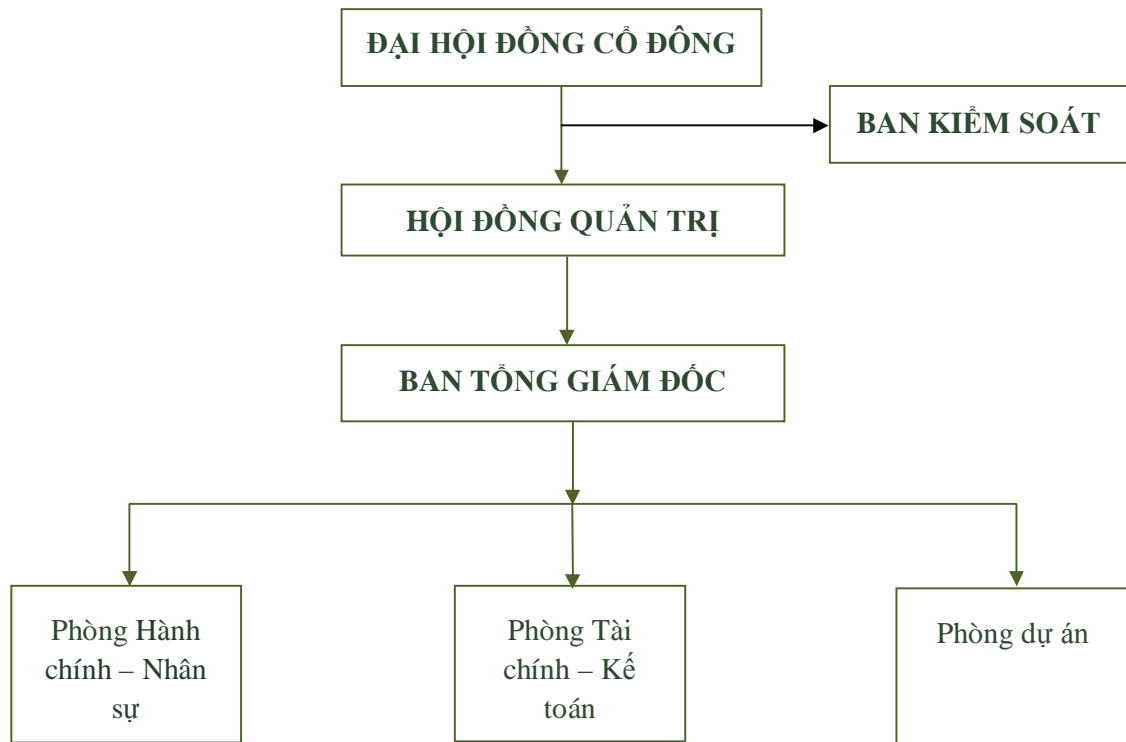 ĐẠI HỘI ĐỒNG CỔ ĐÔNG
BAN KIỂM SOÁT
HỘI ĐỒNG QUẢN TRỊ
BAN TỔNG GIÁM ĐỐC
Phòng Hành
chính – Nhân
sự
Phòng Tài
chính – Kế
toán
Phòng dự án